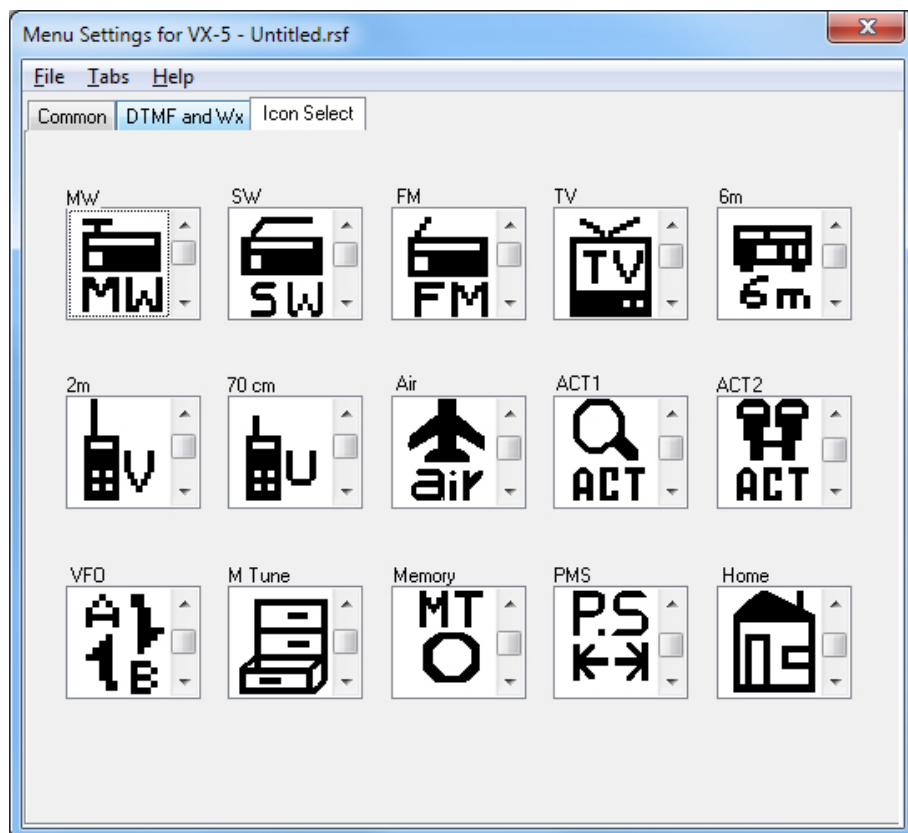 Menu Settings for VX-5 - Untitled.rsf
X
File Tabs Help
Common DTMF and Wx Icon Select
MW SW FM TV 6m
MW SW FM TV 6m
2m 70 cm Air ACT1 ACT2
V U air ACT ACT
VFO M Tune Memory PMS Home
A MT P.S
B